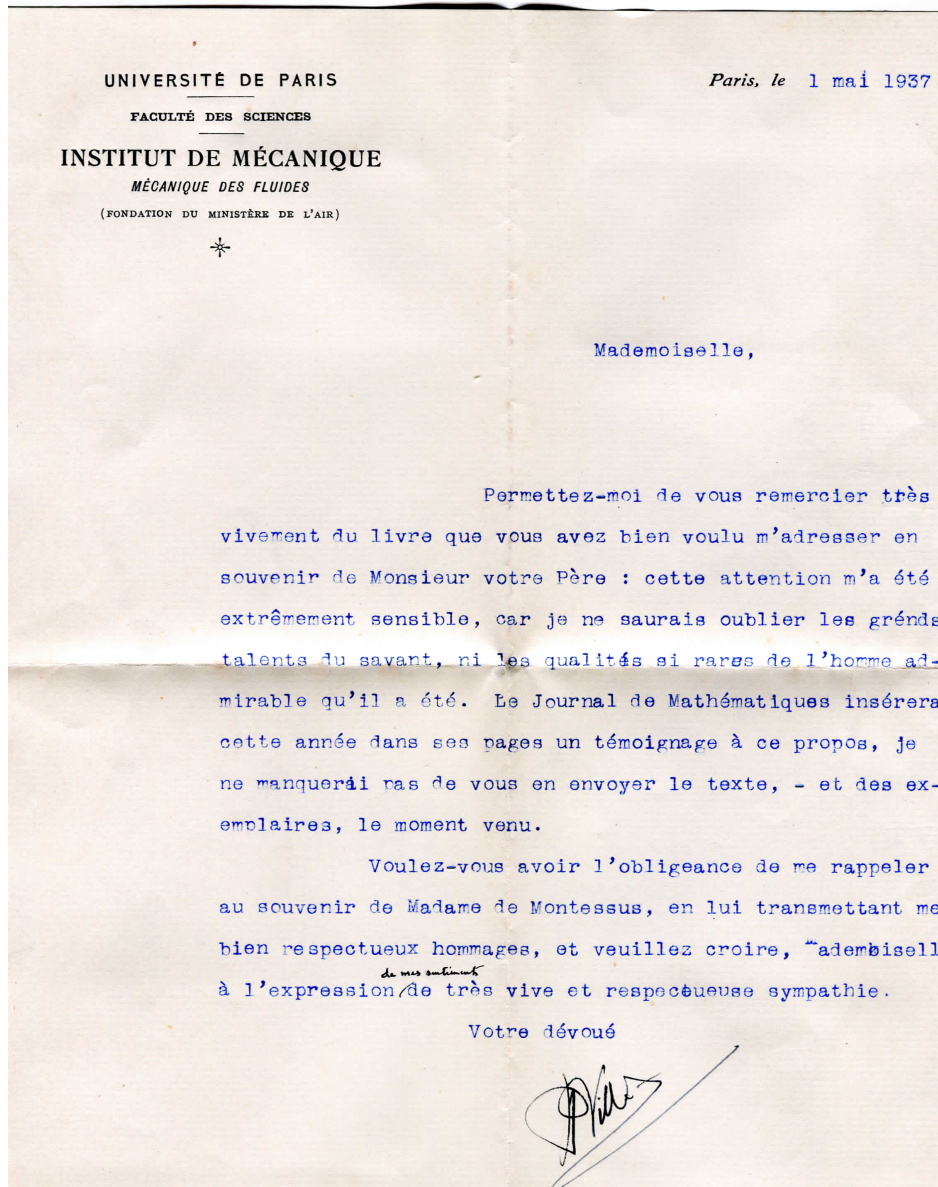 UNIVERSITÉ DE PARIS
FACULTÉ DES SCIENCES
INSTITUT DE MÉCANIQUE
MÉCANIQUE DES FLUIDES
(FONDATION DU MINISTÈRE DE L'AIR)
Paris, le 1 mai 1937
Mademoiselle,
Permettez-moi de vous remercier très
vivement du livre que vous avez bien voulu m'adresser en
souvenir de Monsieur votre Père : cette attention m'a été
extrêmement sensible, car je ne saurais oublier les grénds
talents du savant, ni les qualités si rares de l'homme ad-
mirable qu'il a été. Le Journal de Mathématiques insérera
cette année dans ses pages un témoignage à ce propos, je
ne manquerai pas de vous en envoyer le texte, - et des ex-
emplaires, le moment venu.
Voulez-vous avoir l'obligeance de me rappeler
au souvenir de Madame de Montessus, en lui transmettant me
bien respectueux hommages, et veuillez croire, Mademoisell
de mes sentiments
à l'expression de très vive et respectueuse sympathie.
Votre dévoué